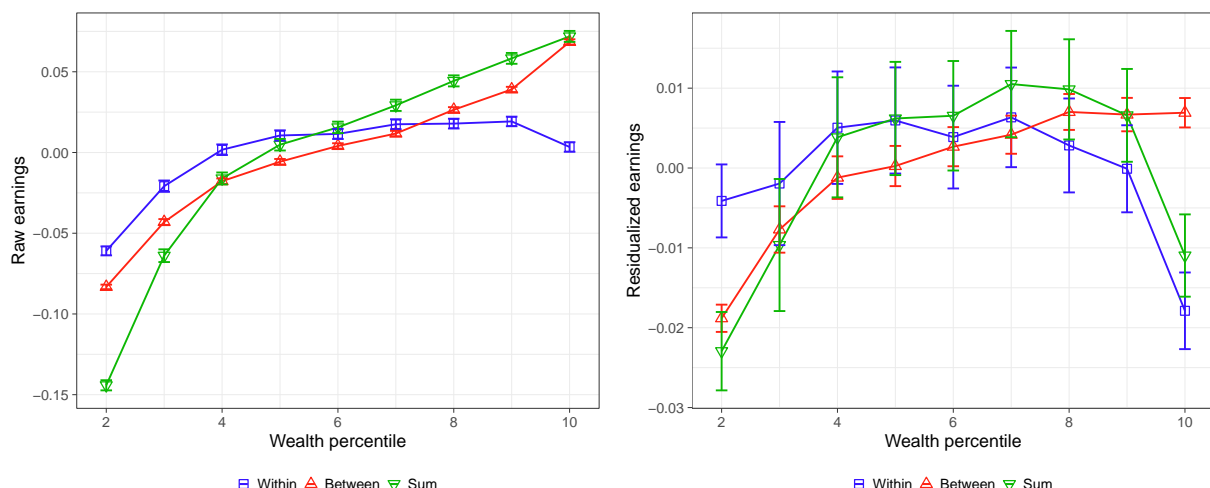 Raw earnings
0.05
0.00
−0.05
−0.10
−0.15
2 4 6 8 10
Wealth percentile
Within Between Sum
Residualized earnings
0.01
0.00
−0.01
−0.02
−0.03
2 4 6 8 10
Wealth percentile
Within Between Sum